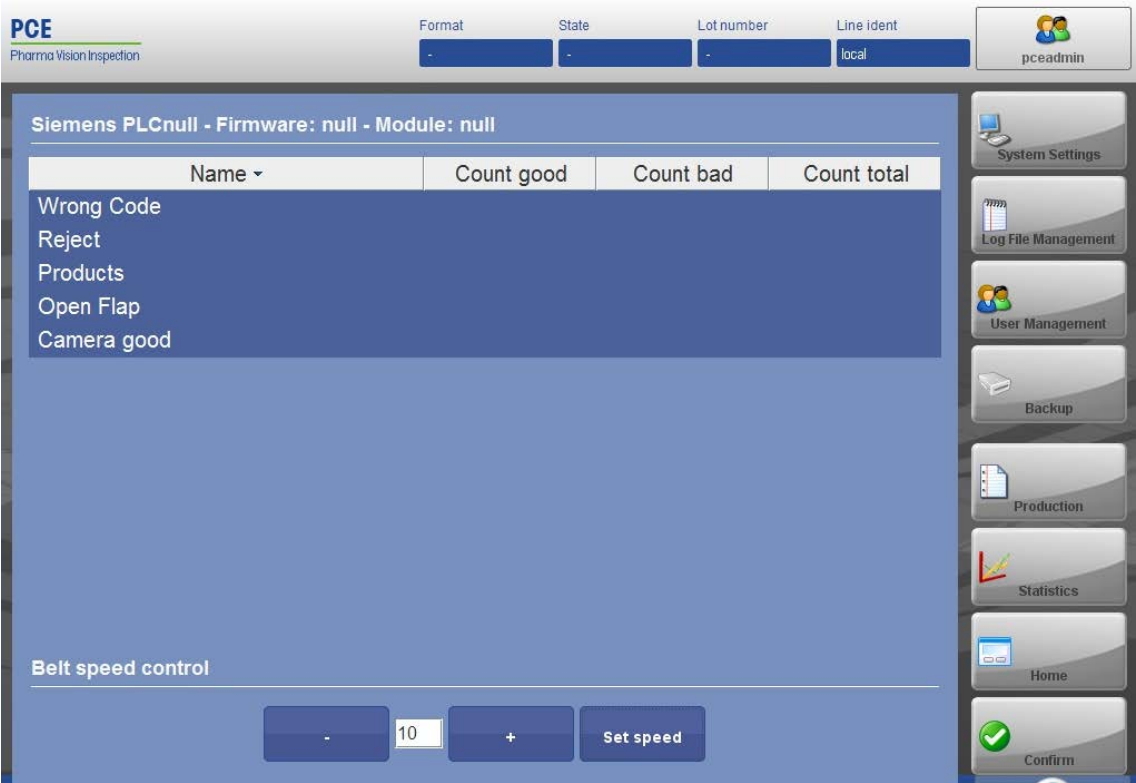 PCE
Pharma Vision Inspection
Format State Lot number Line ident
- - - local
pceadmin
Siemens PLCnull - Firmware: null - Module: null
Name Count good Count bad Count total
Wrong Code
Reject
Products
Open Flap
Camera good
Belt speed control
- 10 + Set speed
System Settings
Log File Management
User Management
Backup
Production
Statistics
Home
Confirm